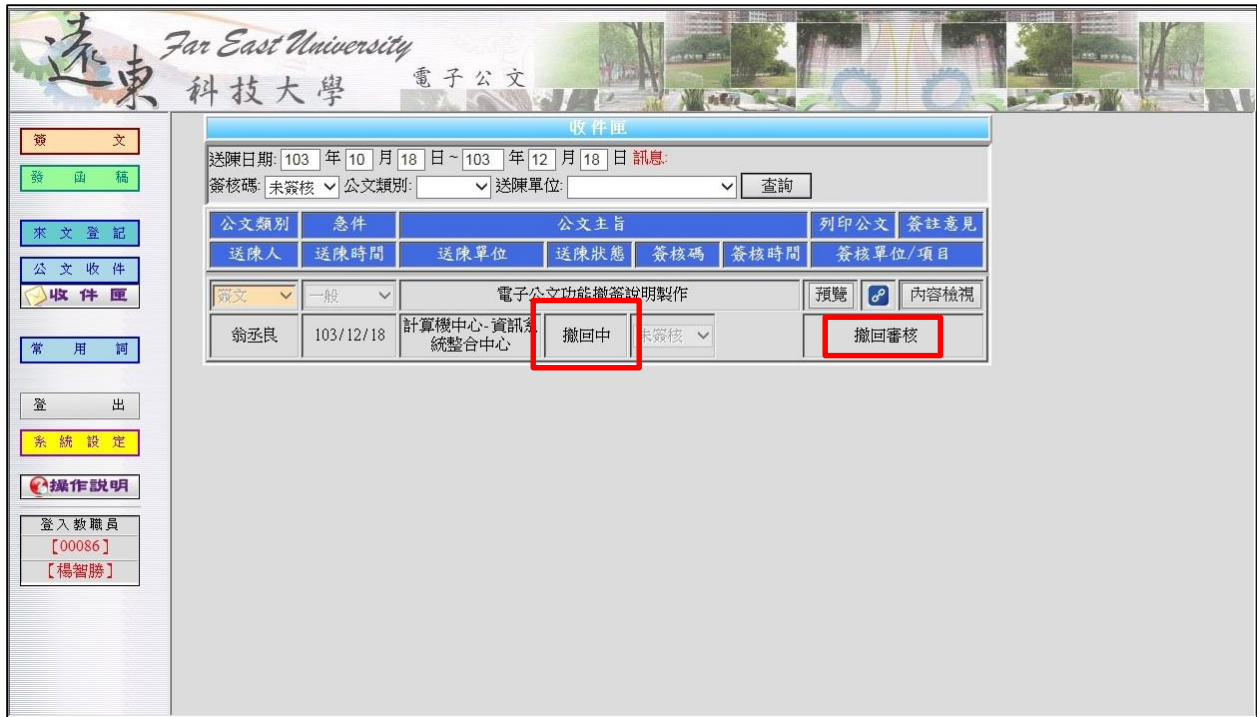 遠東 Far East University
科技大學 電子公文
簽文
發函稿
來文登記
公文收件
收件匣
常用詞
登出
系統設定
操作說明
登入教職員
【00086】
【楊智勝】
收件匣
送陳日期: 103 年 10 月 18 日 ~ 103 年 12 月 18 日 訊息:
簽核碼: 未簽核 公文類別: 送陳單位: 查詢
公文類別 急件 公文主旨 列印公文 簽註意見
送陳人 送陳時間 送陳單位 送陳狀態 簽核碼 簽核時間 簽核單位/項目
簽文 一般 電子公文功能撤簽說明製作 預覽 內容檢視
翁丞良 103/12/18 計算機中心-資訊系 撤回中 未簽核 撤回審核
統整合中心